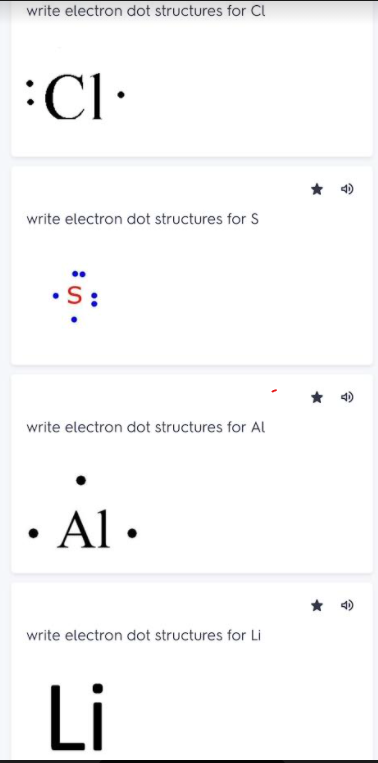 write electron dot structures for Cl
:Cl·
write electron dot structures for S
·S:
write electron dot structures for Al
· Al ·
write electron dot structures for Li
Li